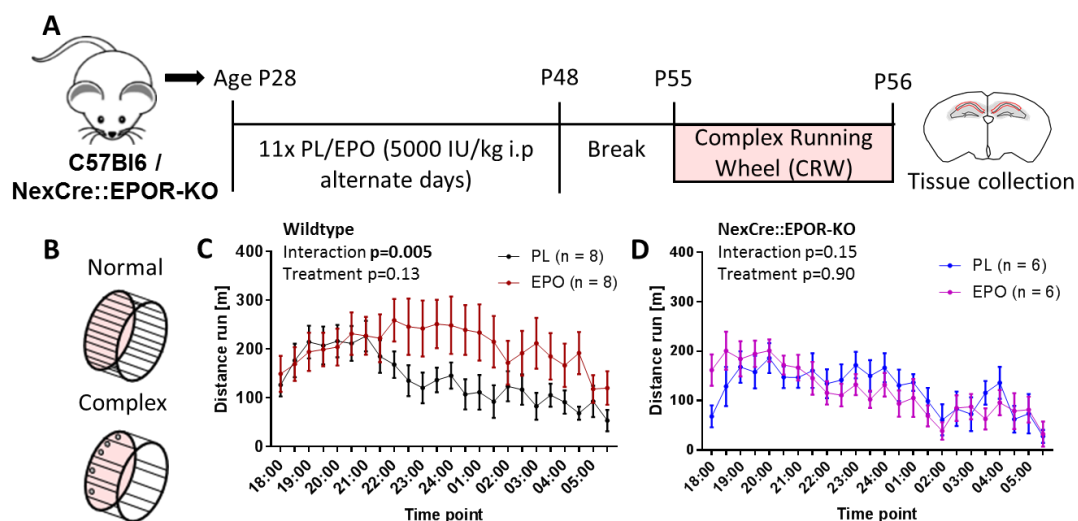 A
Age P28
P48
P55
P56
C57Bl6 /
NexCre::EPOR-KO
11x PL/EPO (5000 IU/kg i.p
alternate days)
Break
Complex Running
Wheel (CRW)
Tissue collection
B
Normal
Complex
C
Wildtype
Interaction p=0.005
Treatment p=0.13
PL (n = 8)
EPO (n = 8)
Distance run [m]
400
300
200
100
0
18:00
19:00
20:00
21:00
22:00
23:00
24:00
01:00
02:00
03:00
04:00
05:00
Time point
D
NexCre::EPOR-KO
Interaction p=0.15
Treatment p=0.90
PL (n = 6)
EPO (n = 6)
Distance run [m]
400
300
200
100
0
18:00
19:00
20:00
21:00
22:00
23:00
24:00
01:00
02:00
03:00
04:00
05:00
Time point